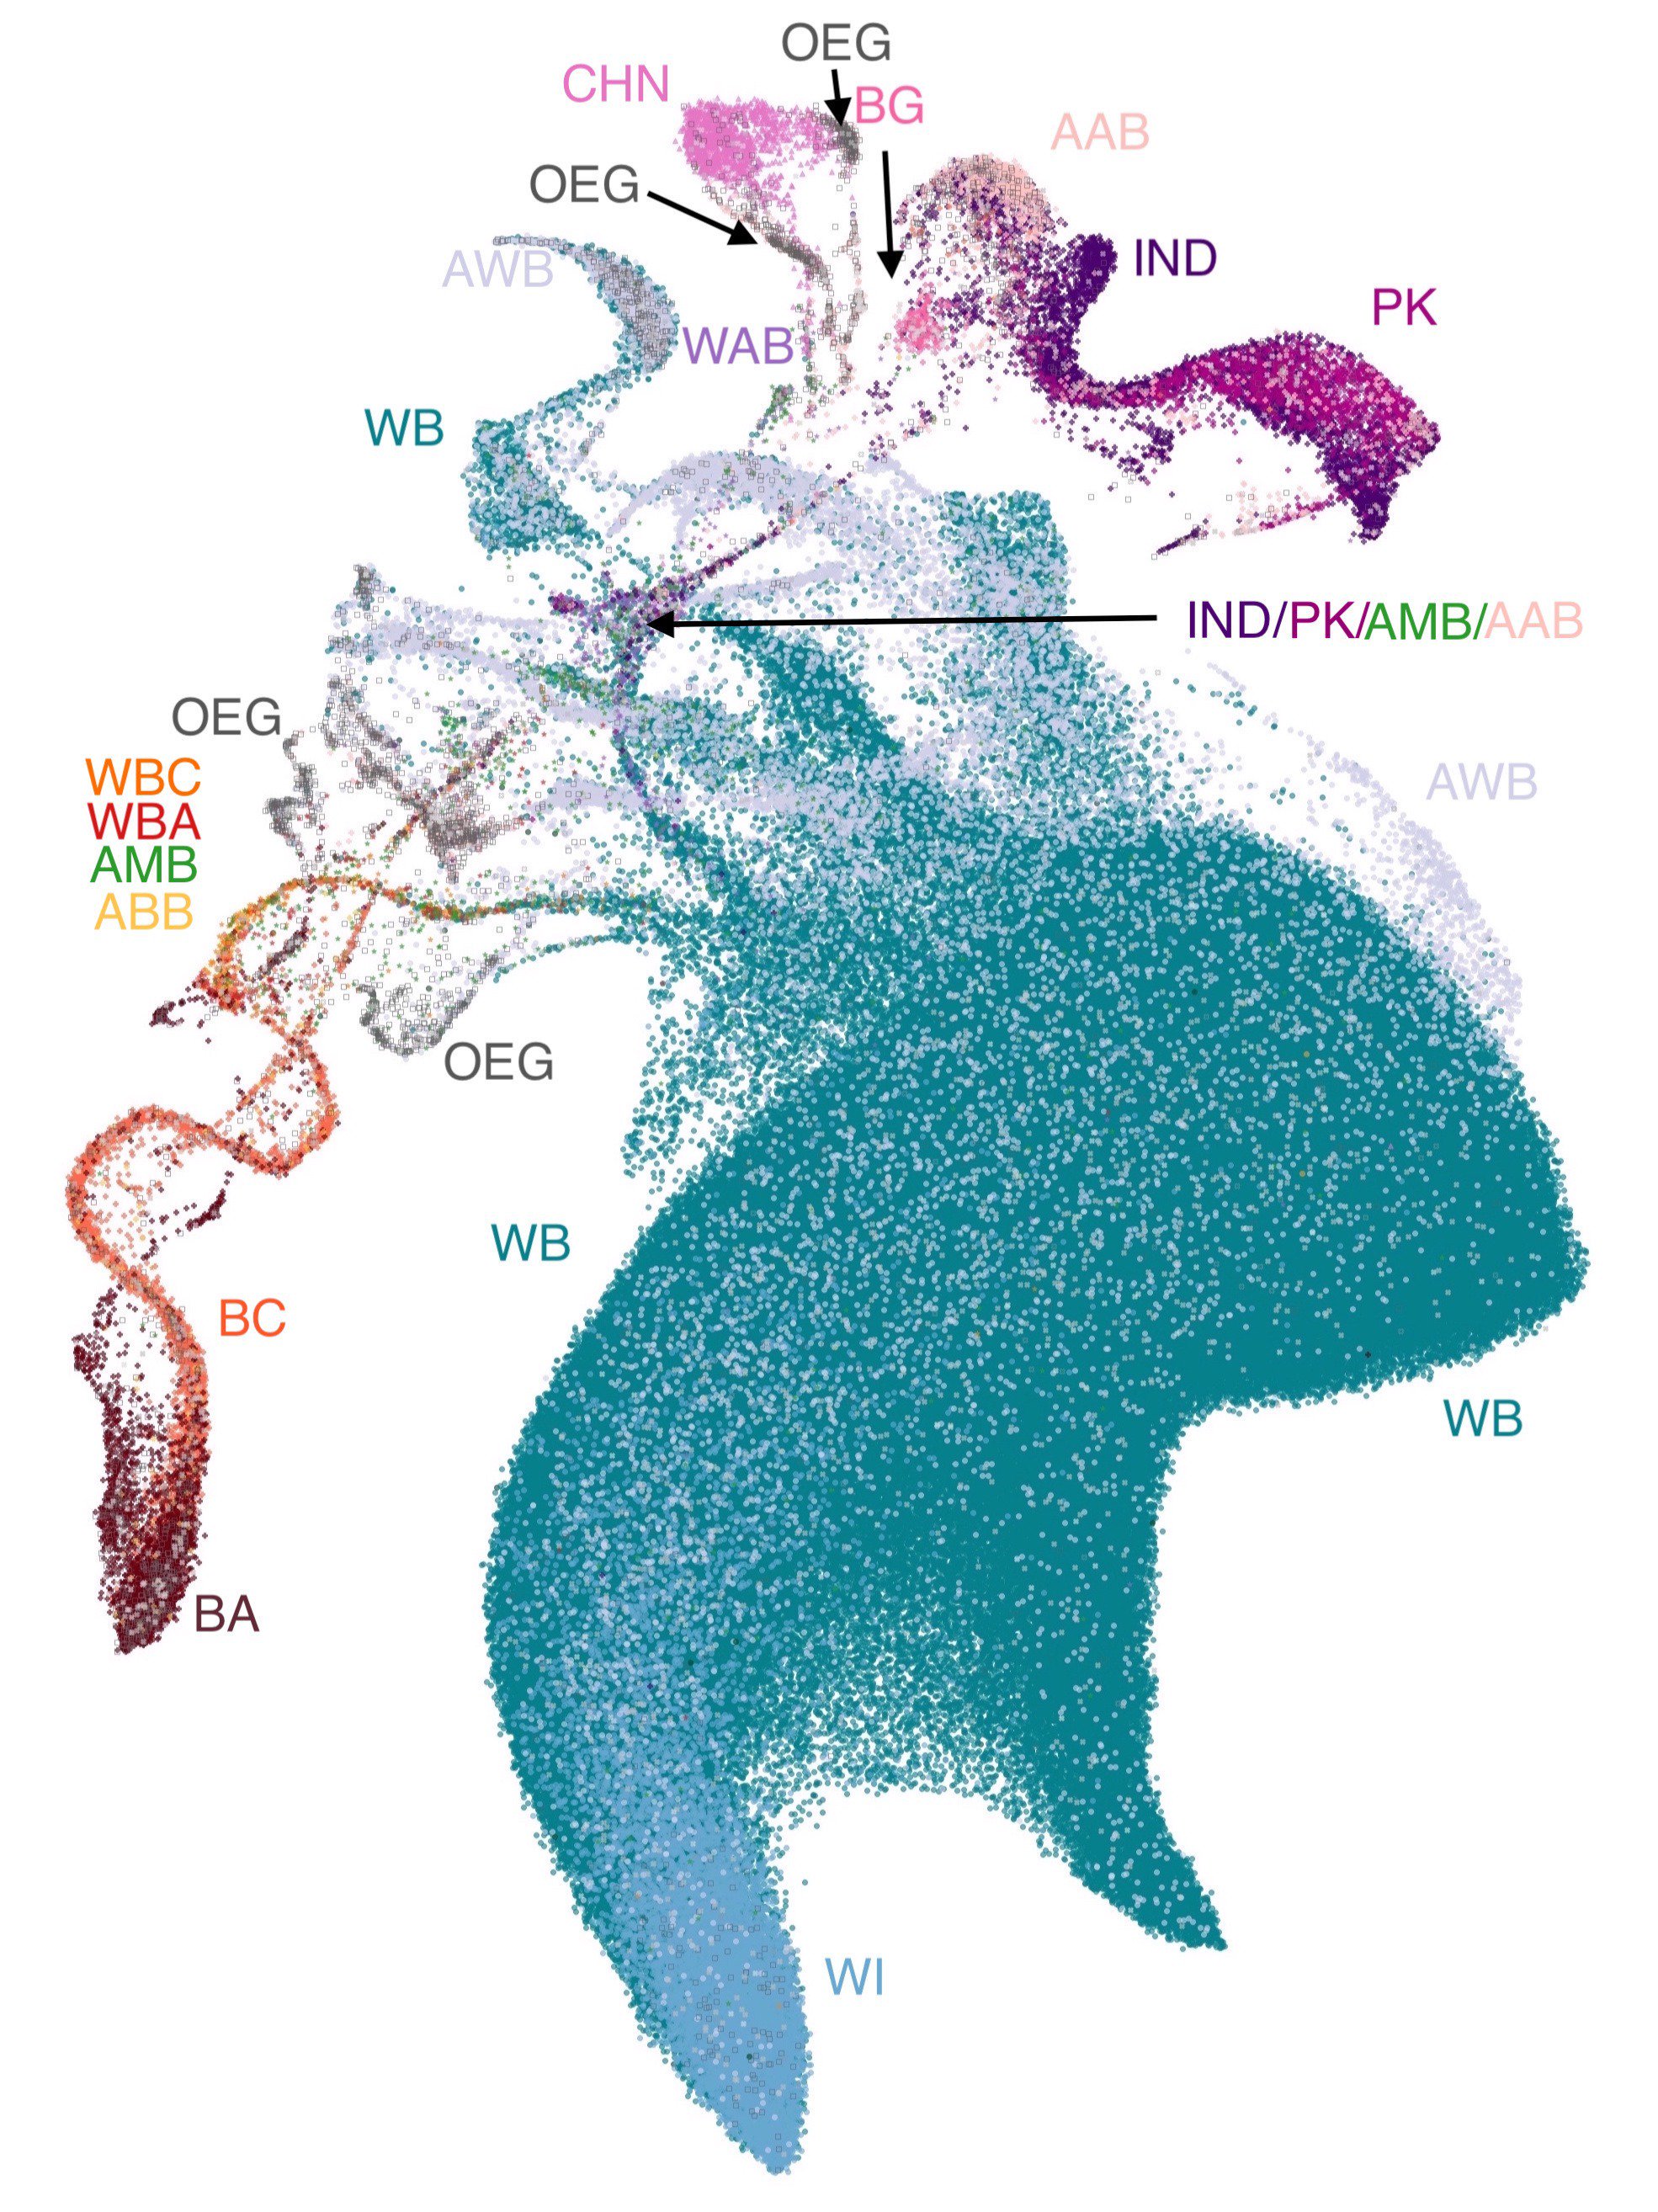 OEG
CHN
BG
AAB
OEG
IND
AWB
PK
WAB
WB
IND/PK/AMB/AAB
OEG
WBC
AWB
WBA
AMB
ABB
OEG
WB
BC
WB
BA
WI